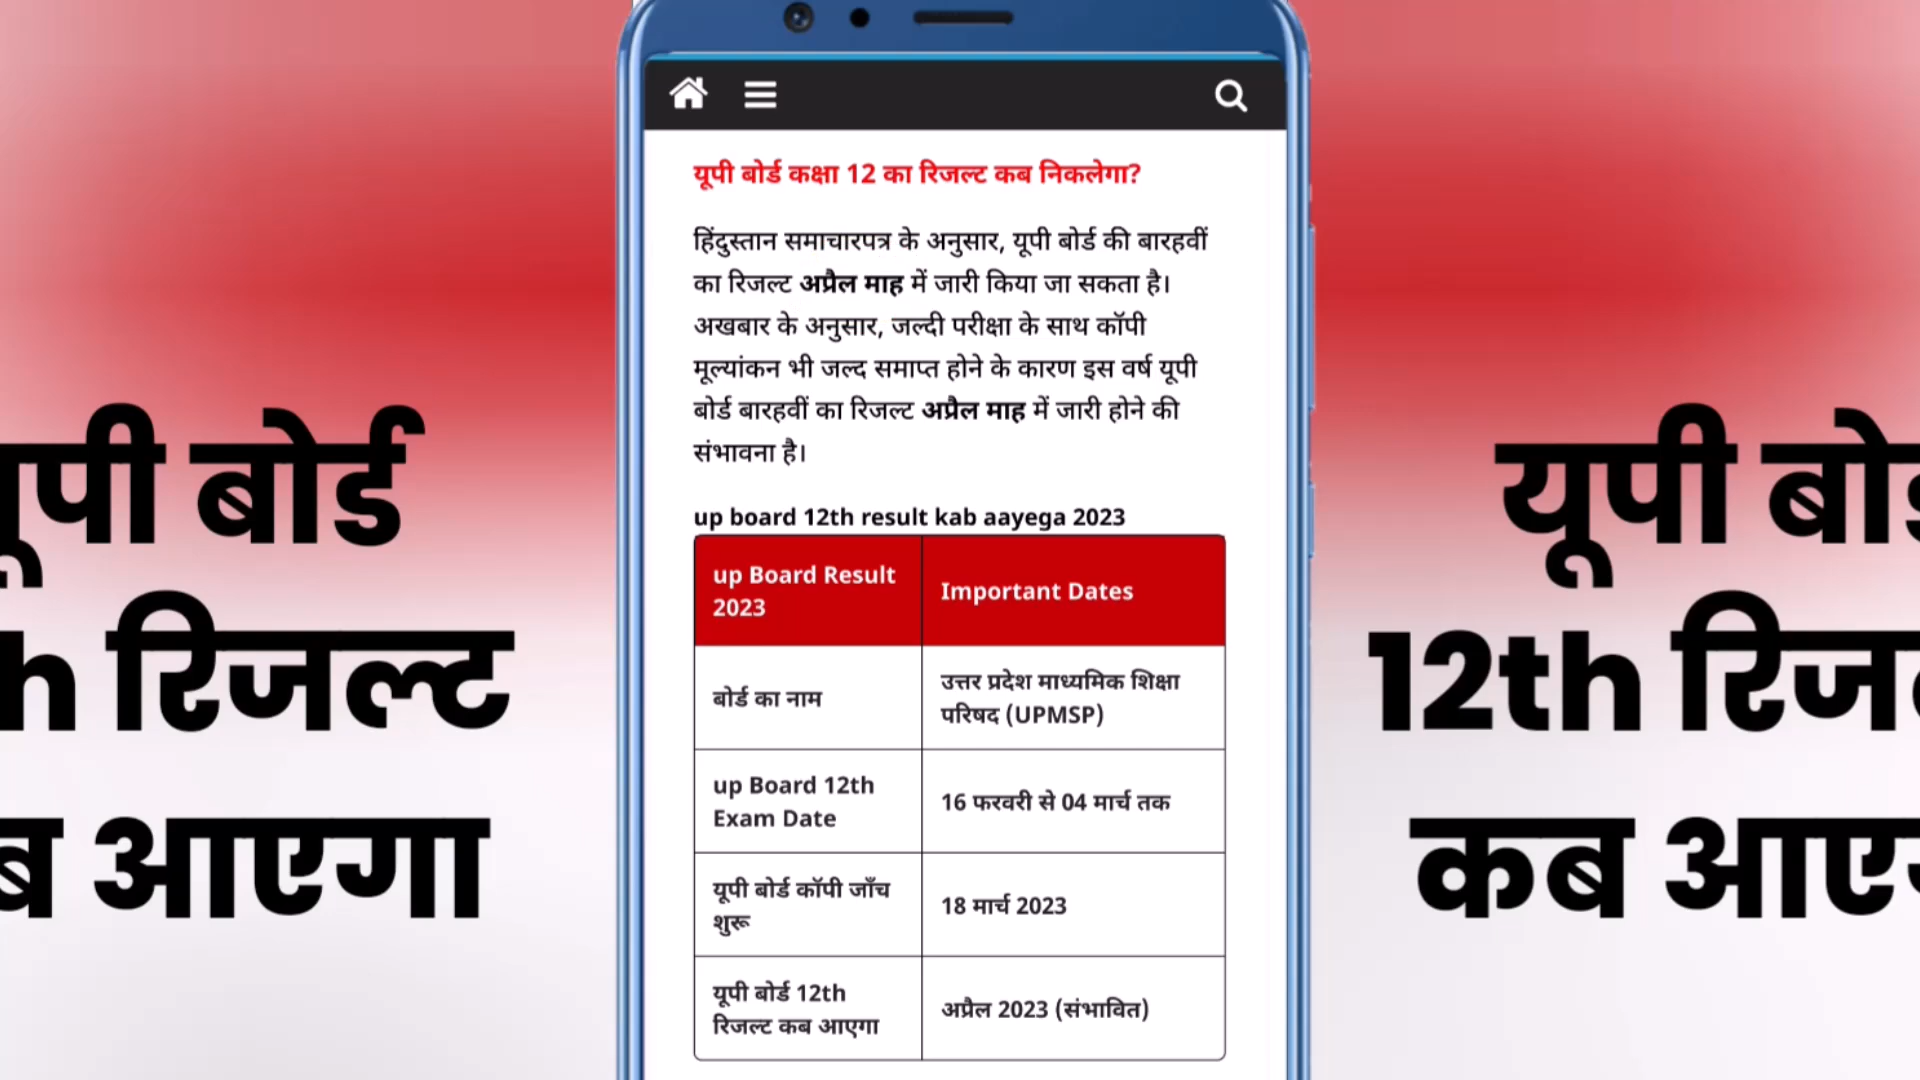 यूपी बोर्ड कक्षा 12 का रिजल्ट कब निकलेगा?
हिंदुस्तान समाचारपत्र के अनुसार, यूपी बोर्ड की बारहवीं
का रिजल्ट अप्रैल माह में जारी किया जा सकता है।
अखबार के अनुसार, जल्दी परीक्षा के साथ कॉपी
मूल्यांकन भी जल्द समाप्त होने के कारण इस वर्ष यूपी
बोर्ड बारहवीं का रिजल्ट अप्रैल माह में जारी होने की
संभावना है।
up board 12th result kab aayega 2023
up Board Result
2023
Important Dates
बोर्ड का नाम
उत्तर प्रदेश माध्यमिक शिक्षा
परिषद (UPMSP)
up Board 12th
Exam Date
16 फरवरी से 04 मार्च तक
यूपी बोर्ड कॉपी जाँच
शुरू
18 मार्च 2023
यूपी बोर्ड 12th
रिजल्ट कब आएगा
अप्रैल 2023 (संभावित)
यूपी बोर्ड
रिजल्ट
आएगा
यूपी
12th
कब